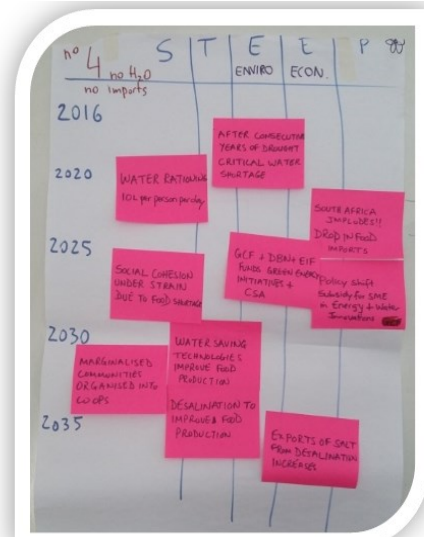 nº 4 no H₂O
no imports
S T E E P
ENVIRO ECON.
2016
AFTER CONSECUTIVE
YEARS OF DROUGHT
CRITICAL WATER
SHORTAGE
2020
WATER RATIONING
10L per person per day
SOUTH AFRICA
IMPLODES!!
DROP IN FOOD
IMPORTS
2025
SOCIAL COHESION
UNDER STRAIN
DUE TO FOOD SHORTAGE
GCF + DBN + EIF
FUNDS GREEN ENERGY
INITIATIVES +
CSA
Policy shift
Subsidy for SME
in Energy + Water
Innovations
2030
WATER SAVING
TECHNOLOGIES
IMPROVE FOOD
PRODUCTION
DESALINATION TO
IMPROVE FOOD
PRODUCTION
MARGINALISED
COMMUNITIES
ORGANISED INTO
CO OPS
2035
EXPORTS OF SALT
FROM DESALINATION
INCREASES